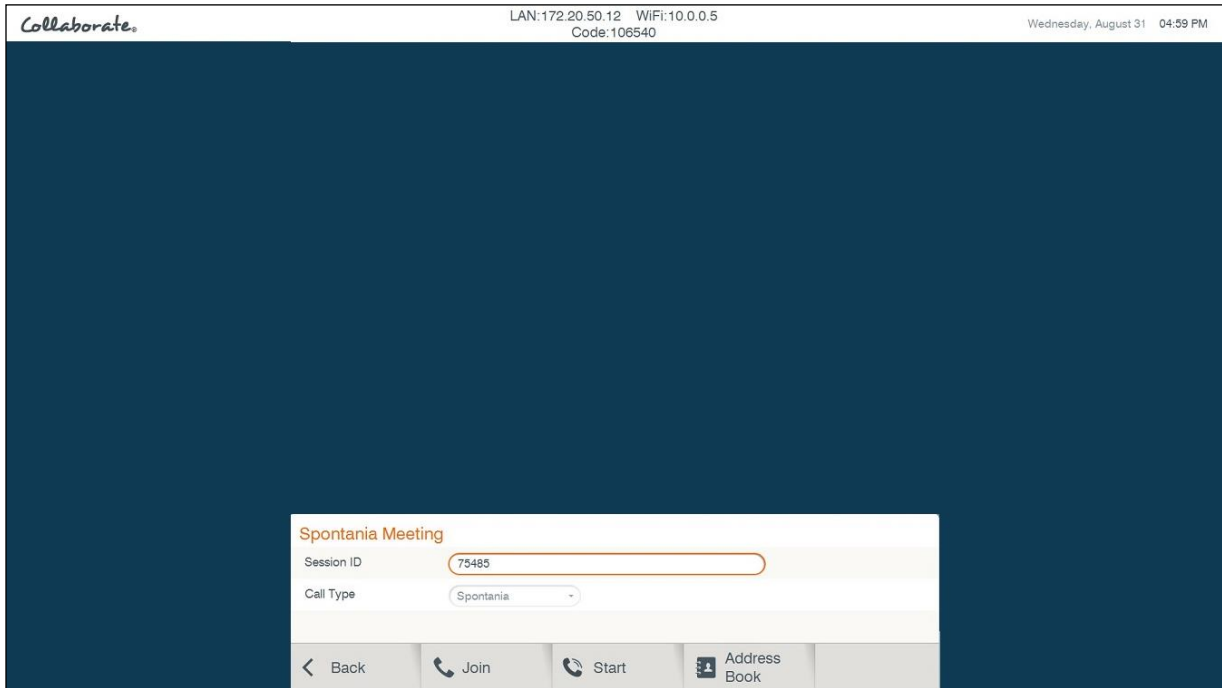 Collaborate®
LAN:172.20.50.12 WiFi:10.0.0.5
Code:106540
Wednesday, August 31 04:59 PM
Spontania Meeting
Session ID 75485
Call Type Spontania
Back Join Start Address Book